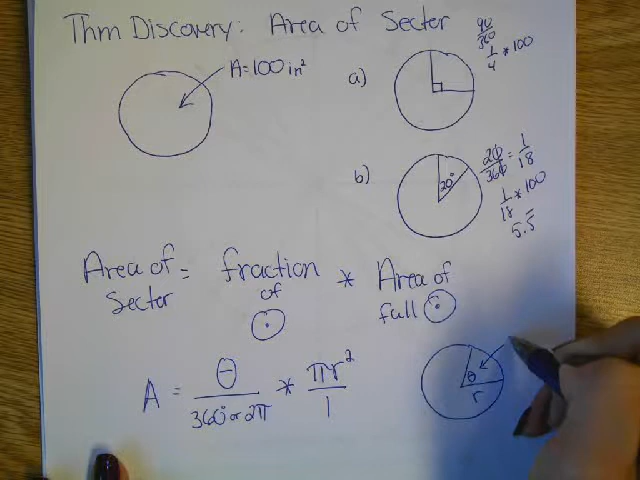 Thm Discovery: Area of Sector
A = 100 in²
a)
90/360
1/4 * 100
b)
20°
20/360 = 1/18
1/18 * 100
5.5̅
Area of Sector = fraction of ⊙ * Area of full ⊙
A = θ/360° or 2π * πr²/1
θ
r